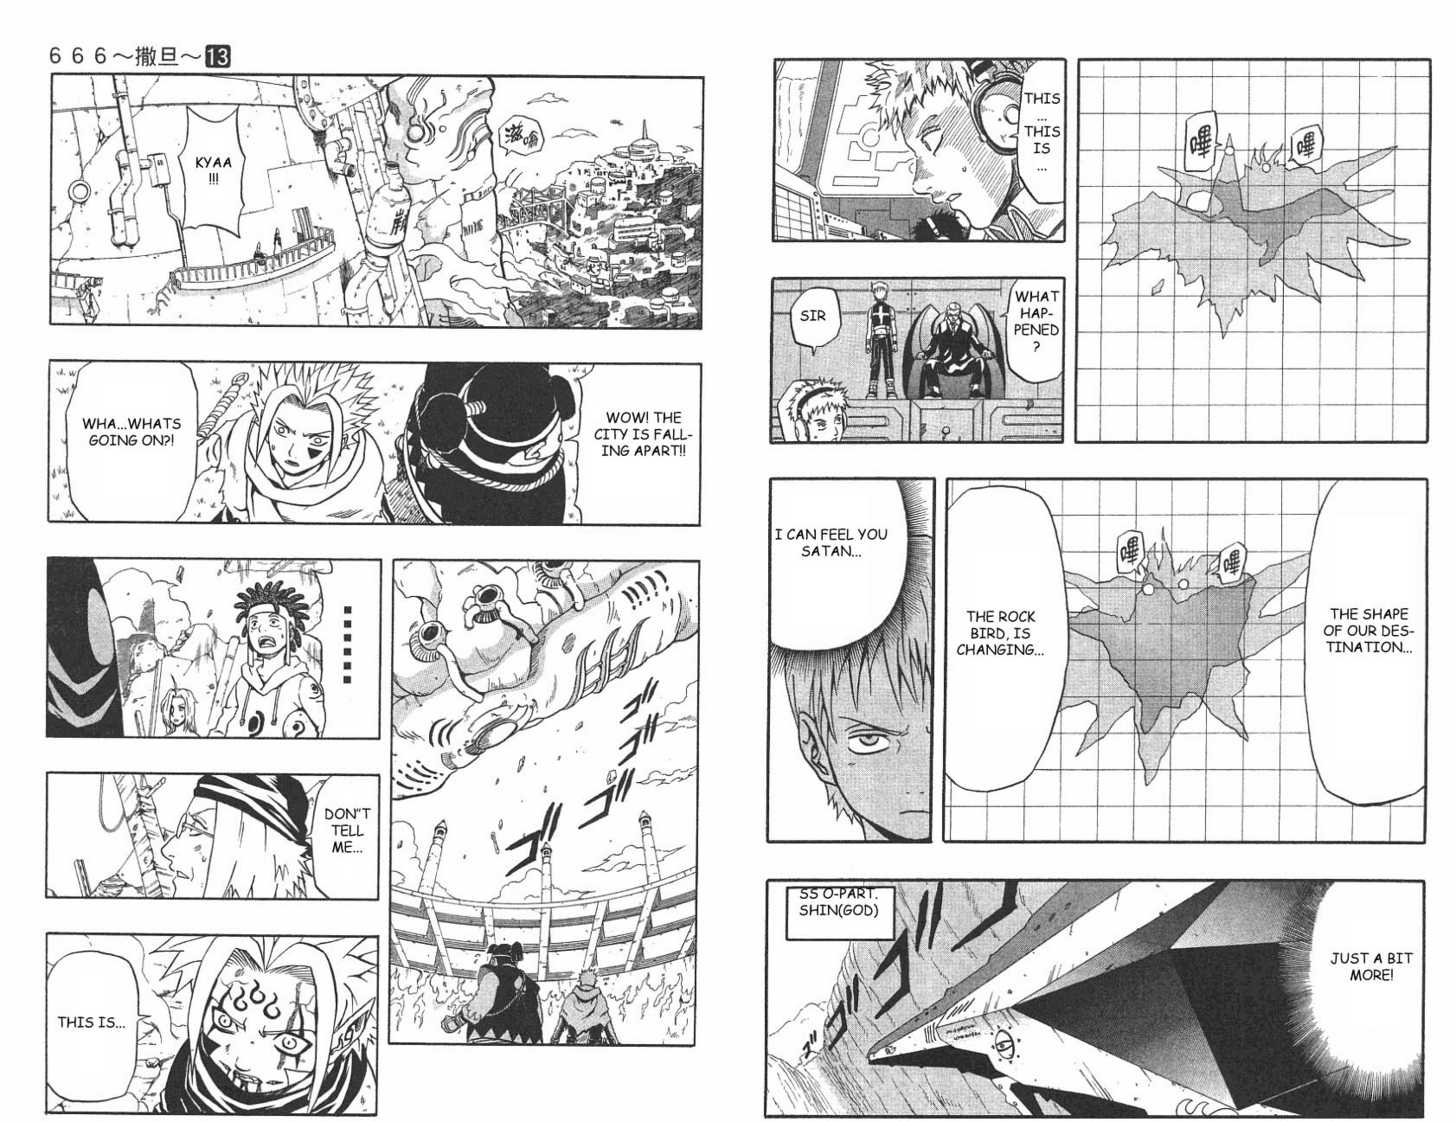 嗶
嗶
THIS
...
THIS
IS
...
WHAT
HAP-
PENED
?
SIR
THE SHAPE
OF OUR DES-
TINATION...
嗶
嗶
THE ROCK
BIRD, IS
CHANGING...
I CAN FEEL YOU
SATAN...
JUST A BIT
MORE!
SS O-PART.
SHIN(GOD)
ゴゴゴ
666～撒旦～13
KYAA
!!!
WOW! THE
CITY IS FALL-
ING APART!!
WHA...WHATS
GOING ON?!
ゴゴゴ
ゴゴ
......
DON"T
TELL
ME...
THIS IS...